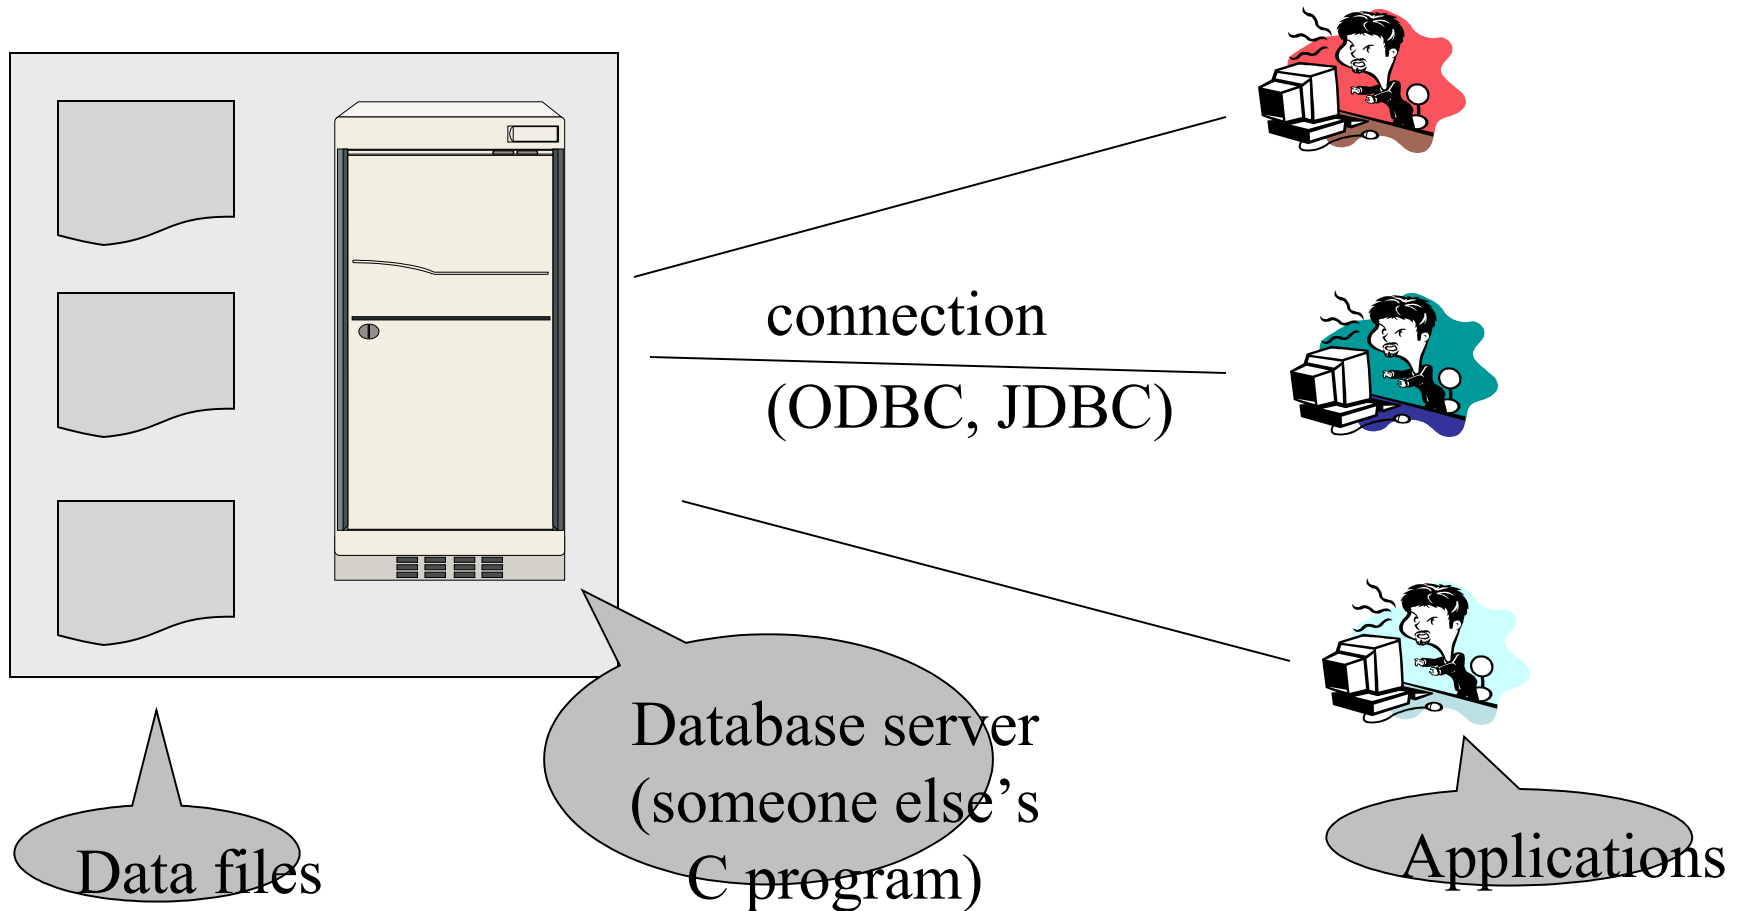 connection
(ODBC, JDBC)
Database server
(someone else’s
C program)
Data files
Applications